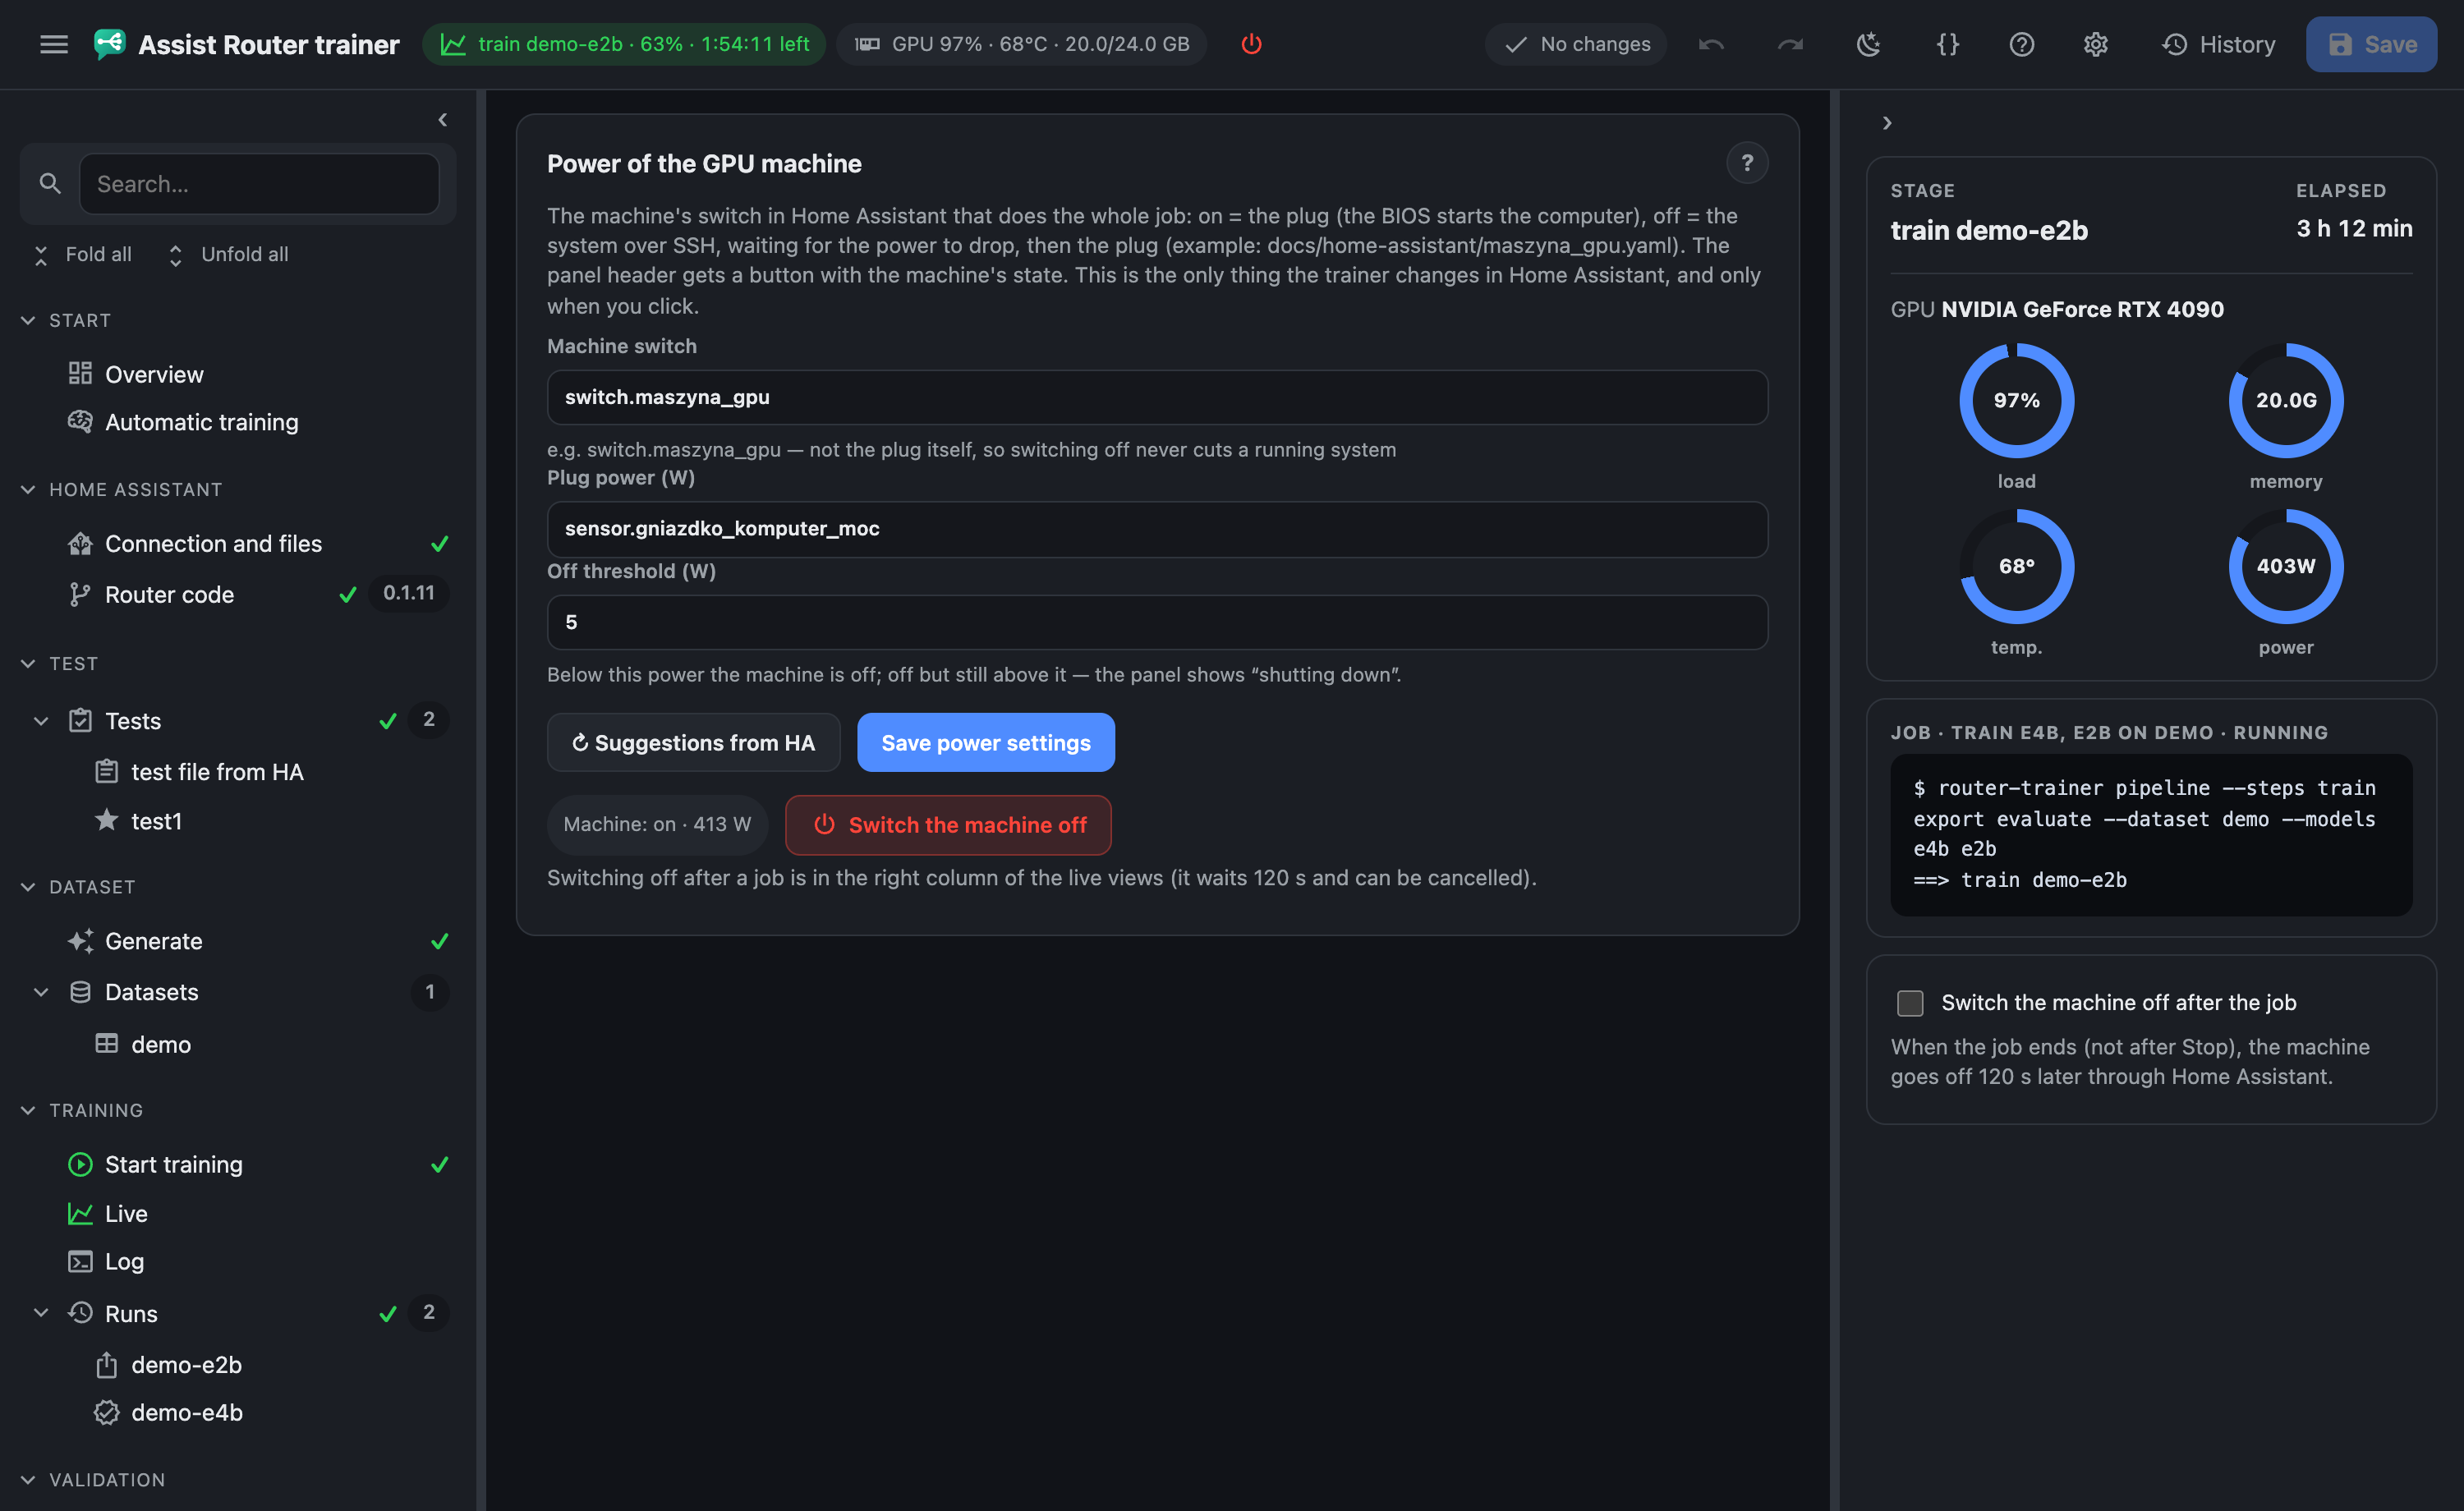 Assist Router trainer
train demo-e2b · 63% · 1:54:11 left
GPU 97% · 68°C · 20.0/24.0 GB
No changes
{}
History
Save
Search...
Fold all
Unfold all
START
Overview
Automatic training
HOME ASSISTANT
Connection and files
Router code
0.1.11
TEST
Tests
2
test file from HA
test1
DATASET
Generate
Datasets
1
demo
TRAINING
Start training
Live
Log
Runs
2
demo-e2b
demo-e4b
VALIDATION
Power of the GPU machine
?
The machine's switch in Home Assistant that does the whole job: on = the plug (the BIOS starts the computer), off = the
system over SSH, waiting for the power to drop, then the plug (example: docs/home-assistant/maszyna_gpu.yaml). The
panel header gets a button with the machine's state. This is the only thing the trainer changes in Home Assistant, and only
when you click.
Machine switch
switch.maszyna_gpu
e.g. switch.maszyna_gpu — not the plug itself, so switching off never cuts a running system
Plug power (W)
sensor.gniazdko_komputer_moc
Off threshold (W)
5
Below this power the machine is off; off but still above it — the panel shows “shutting down”.
↻ Suggestions from HA
Save power settings
Machine: on · 413 W
Switch the machine off
Switching off after a job is in the right column of the live views (it waits 120 s and can be cancelled).
STAGE
train demo-e2b
ELAPSED
3 h 12 min
GPU NVIDIA GeForce RTX 4090
97%
load
20.0G
memory
68°
temp.
403W
power
JOB · TRAIN E4B, E2B ON DEMO · RUNNING
$ router-trainer pipeline --steps train
export evaluate --dataset demo --models
e4b e2b
==> train demo-e2b
Switch the machine off after the job
When the job ends (not after Stop), the machine
goes off 120 s later through Home Assistant.